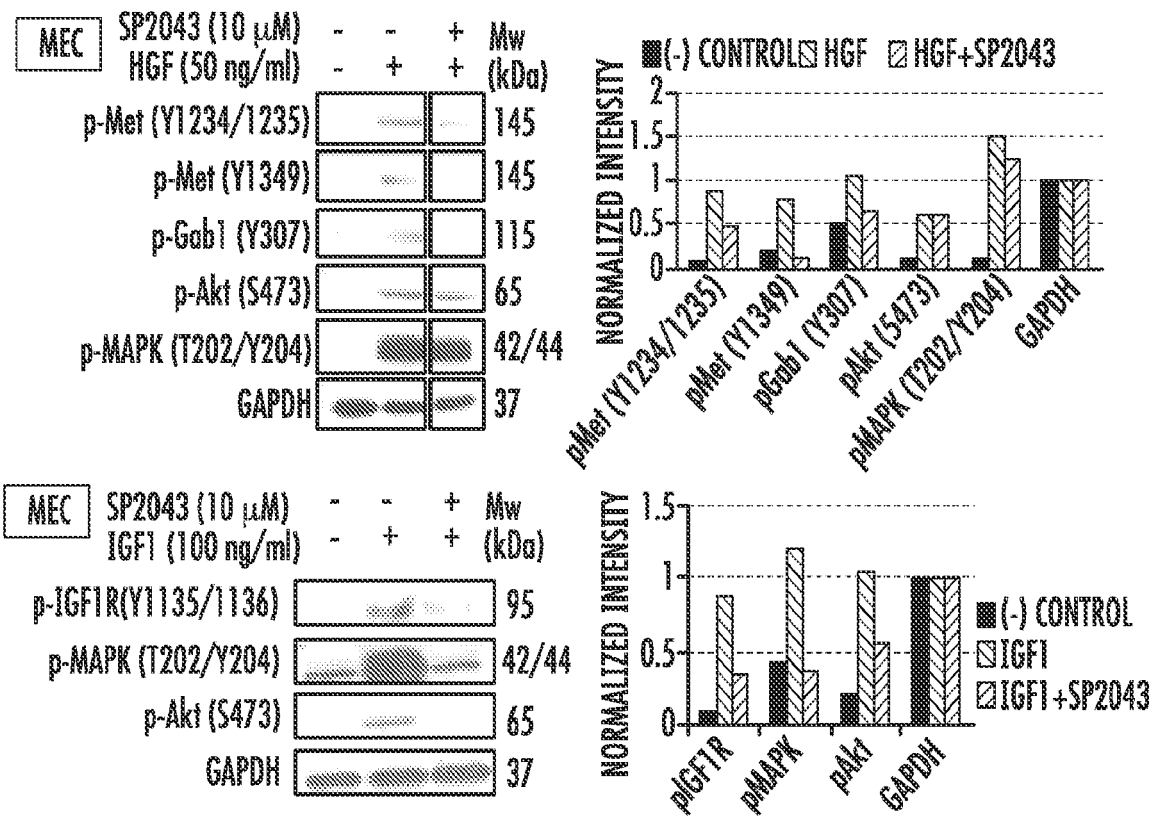 MEC
SP2043 (10 μM) - - +
HGF (50 ng/ml) - + +
Mw
(kDa)
p-Met (Y1234/1235) 145
p-Met (Y1349) 145
p-Gab1 (Y307) 115
p-Akt (S473) 65
p-MAPK (T202/Y204) 42/44
GAPDH 37
(-) CONTROL HGF HGF+SP2043
NORMALIZED INTENSITY
2
1.5
1
0.5
0
pMet (Y1234/1235)
pMet (Y1349)
pGab1 (Y307)
pAkt (S473)
pMAPK (T202/Y204)
GAPDH
MEC
SP2043 (10 μM) - - +
IGF1 (100 ng/ml) - + +
Mw
(kDa)
p-IGF1R(Y1135/1136) 95
p-MAPK (T202/Y204) 42/44
p-Akt (S473) 65
GAPDH 37
NORMALIZED INTENSITY
1.5
1
0.5
0
pIGF1R
pMAPK
pAkt
GAPDH
(-) CONTROL
IGF1
IGF1+SP2043